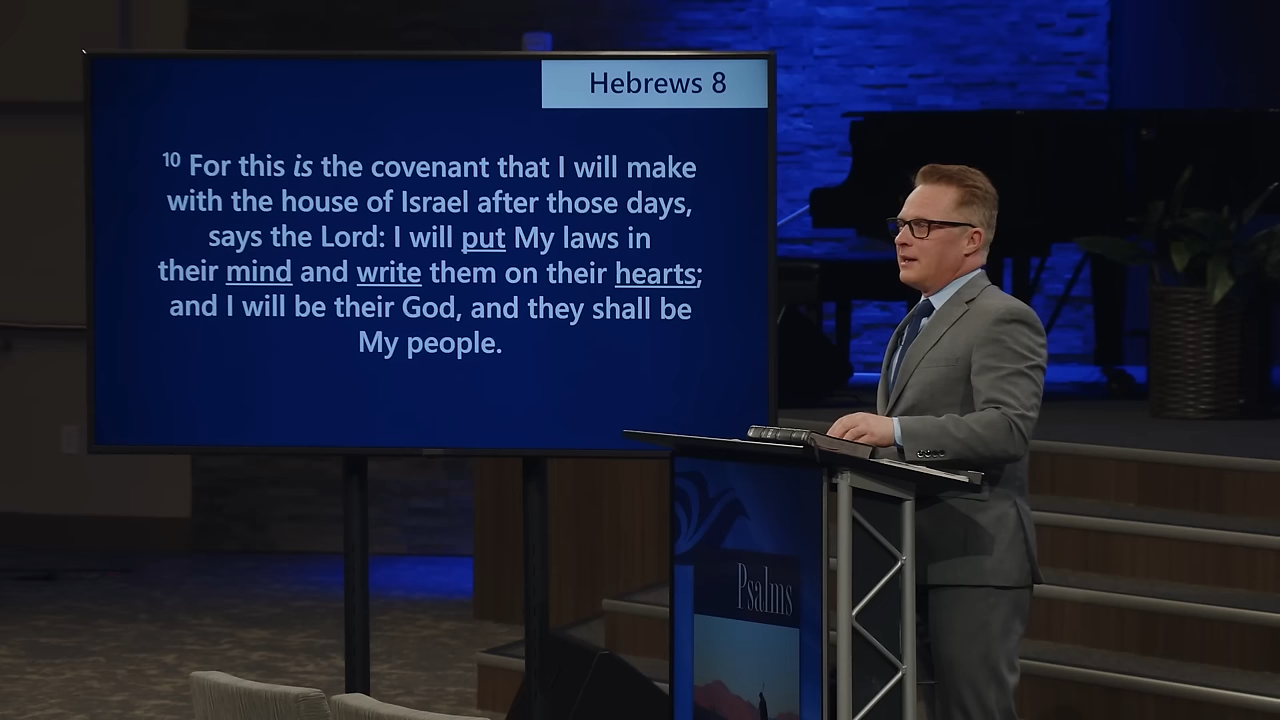 Hebrews 8
10 For this is the covenant that I will make
with the house of Israel after those days,
says the Lord: I will put My laws in
their mind and write them on their hearts;
and I will be their God, and they shall be
My people.
Psalms